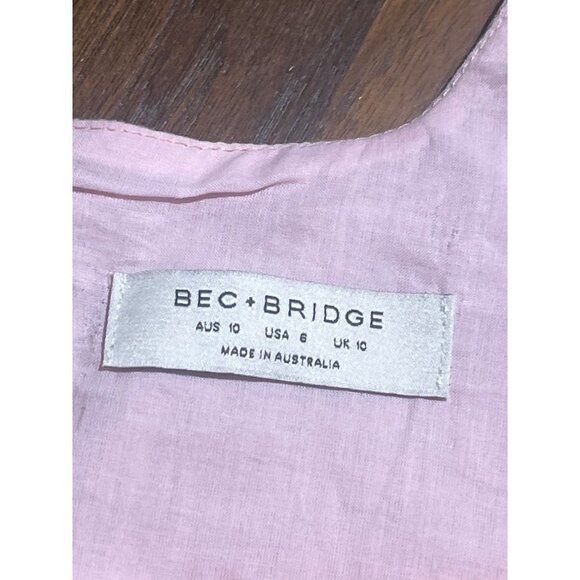 BEC+BRIDGE
AUS 10 USA 6 UK 10
MADE IN AUSTRALIA